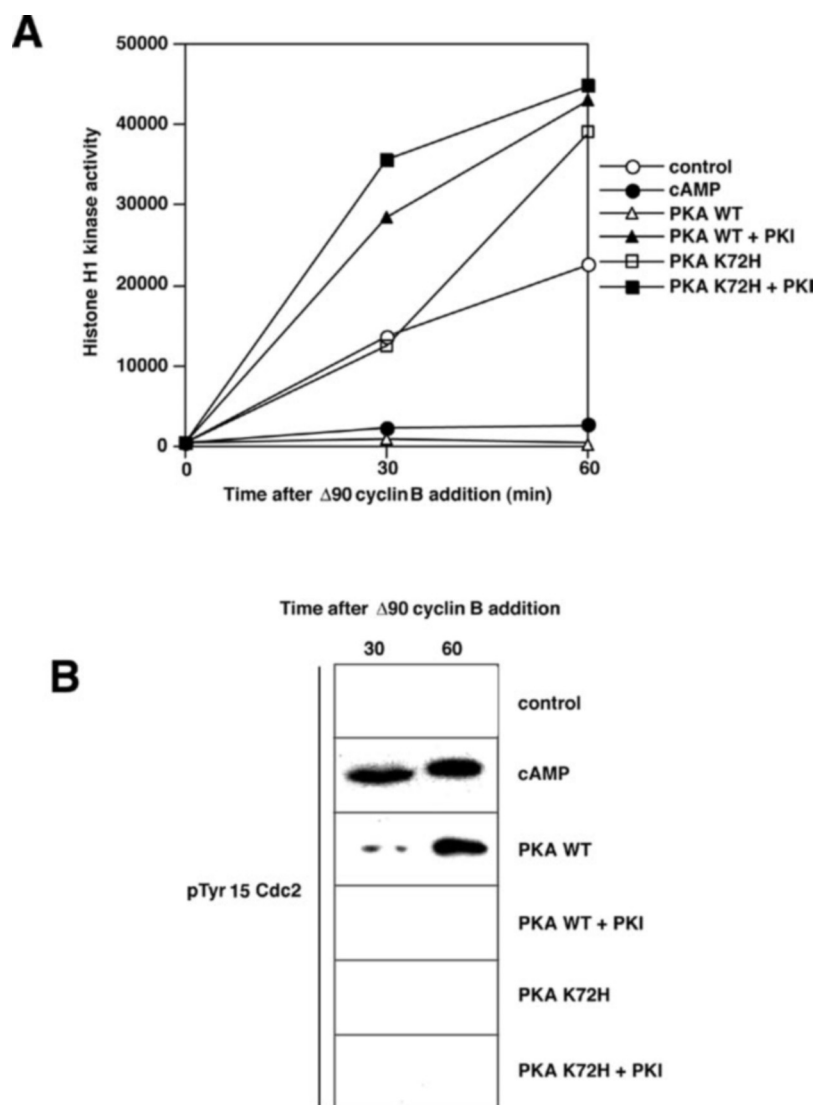 A
50000
40000
30000
20000
10000
0
Histone H1 kinase activity
0
30
60
Time after Δ90 cyclin B addition (min)
control
cAMP
PKA WT
PKA WT + PKI
PKA K72H
PKA K72H + PKI
B
Time after Δ90 cyclin B addition
30 60
pTyr 15 Cdc2
control
cAMP
PKA WT
PKA WT + PKI
PKA K72H
PKA K72H + PKI